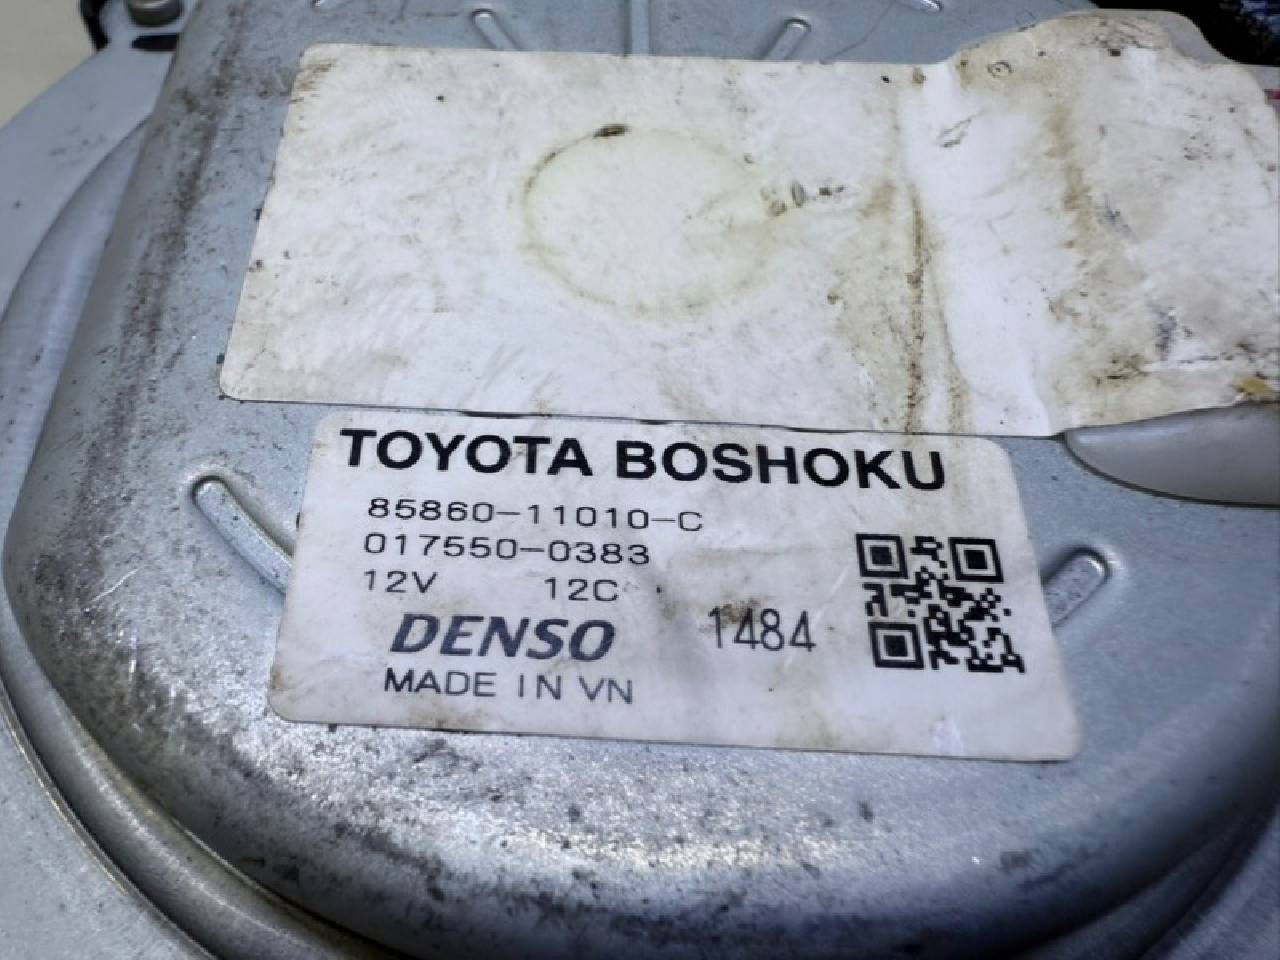 TOYOTA BOSHOKU
85860-11010-C
017550-0383
12V 12C
DENSO 1484
MADE IN VN